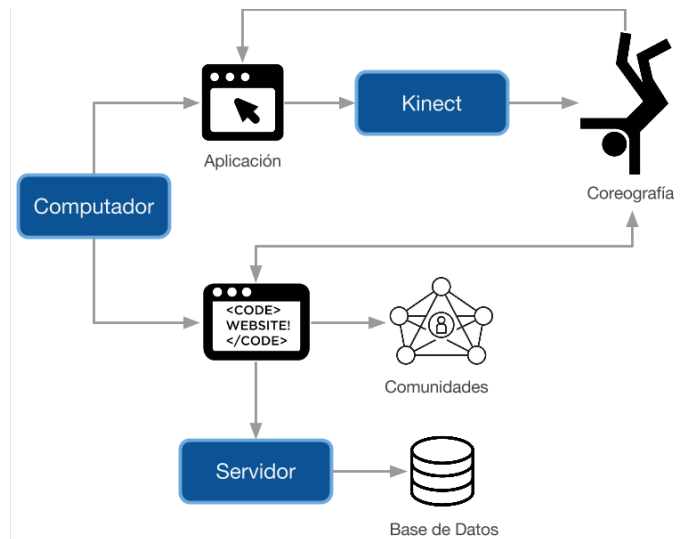 Aplicación
Kinect
Coreografía
Computador
<CODE>
WEBSITE!
</CODE>
Comunidades
Servidor
Base de Datos